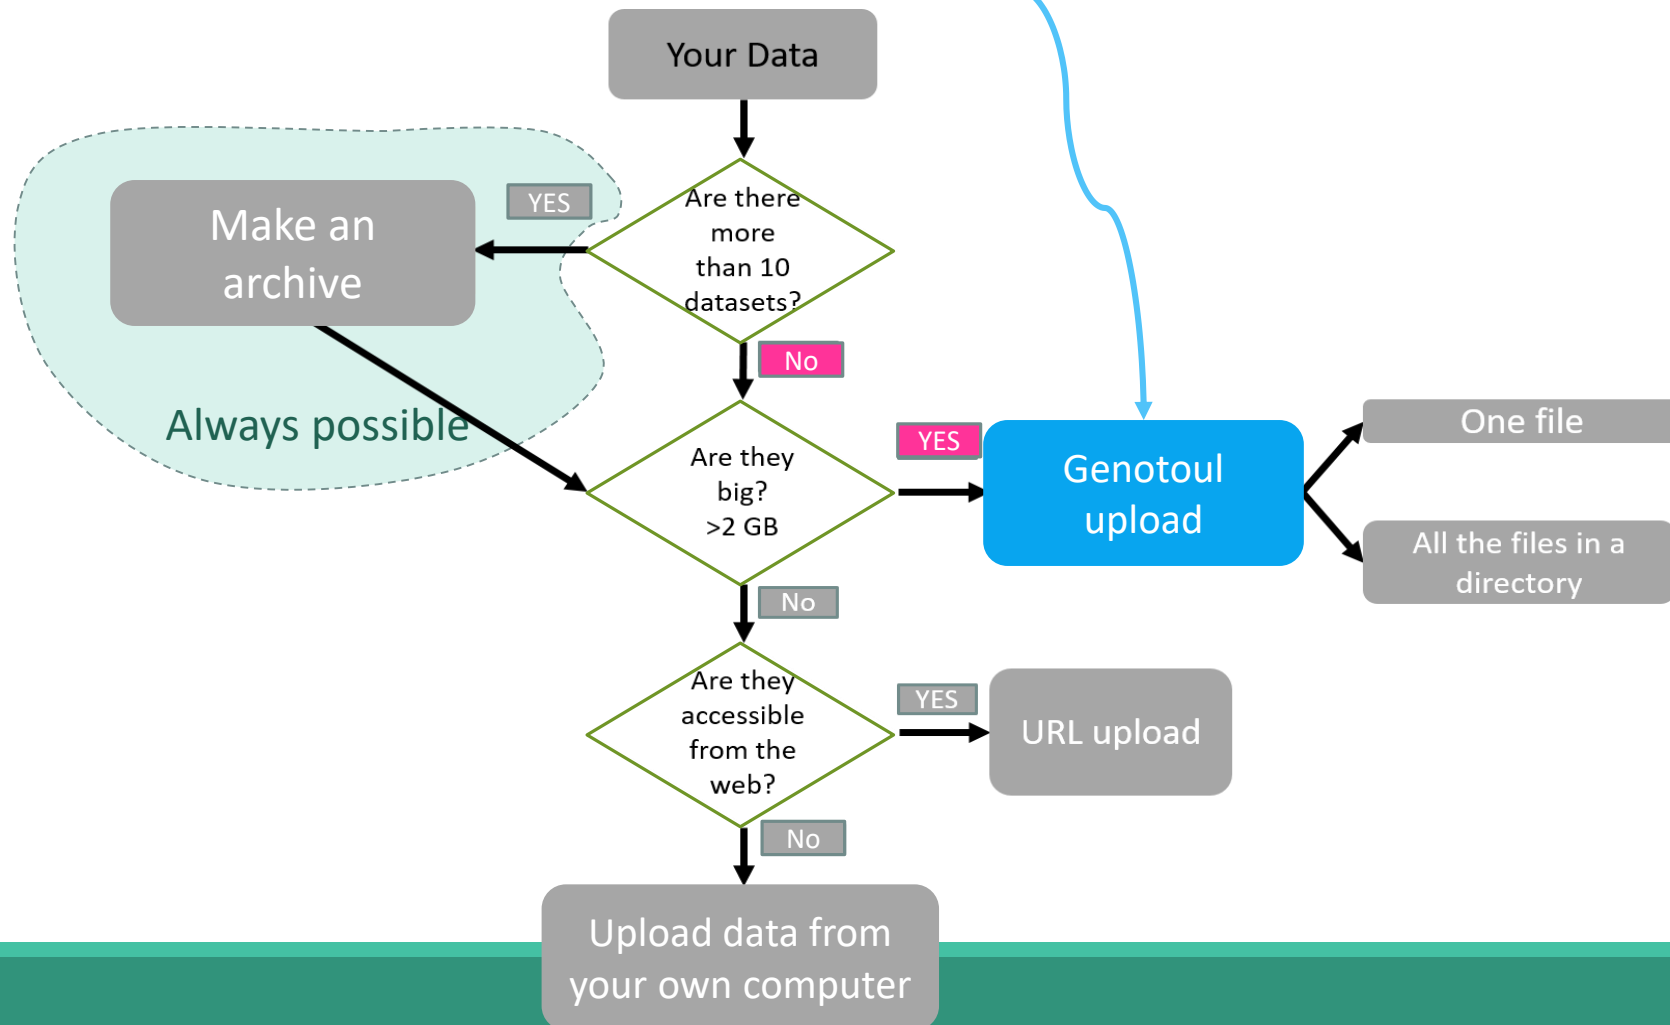 Your Data
Are there
more
than 10
datasets?
YES
Make an
archive
Always possible
No
Are they
big?
>2 GB
YES
Genotoul
upload
One file
All the files in a
directory
No
Are they
accessible
from the
web?
YES
URL upload
No
Upload data from
your own computer